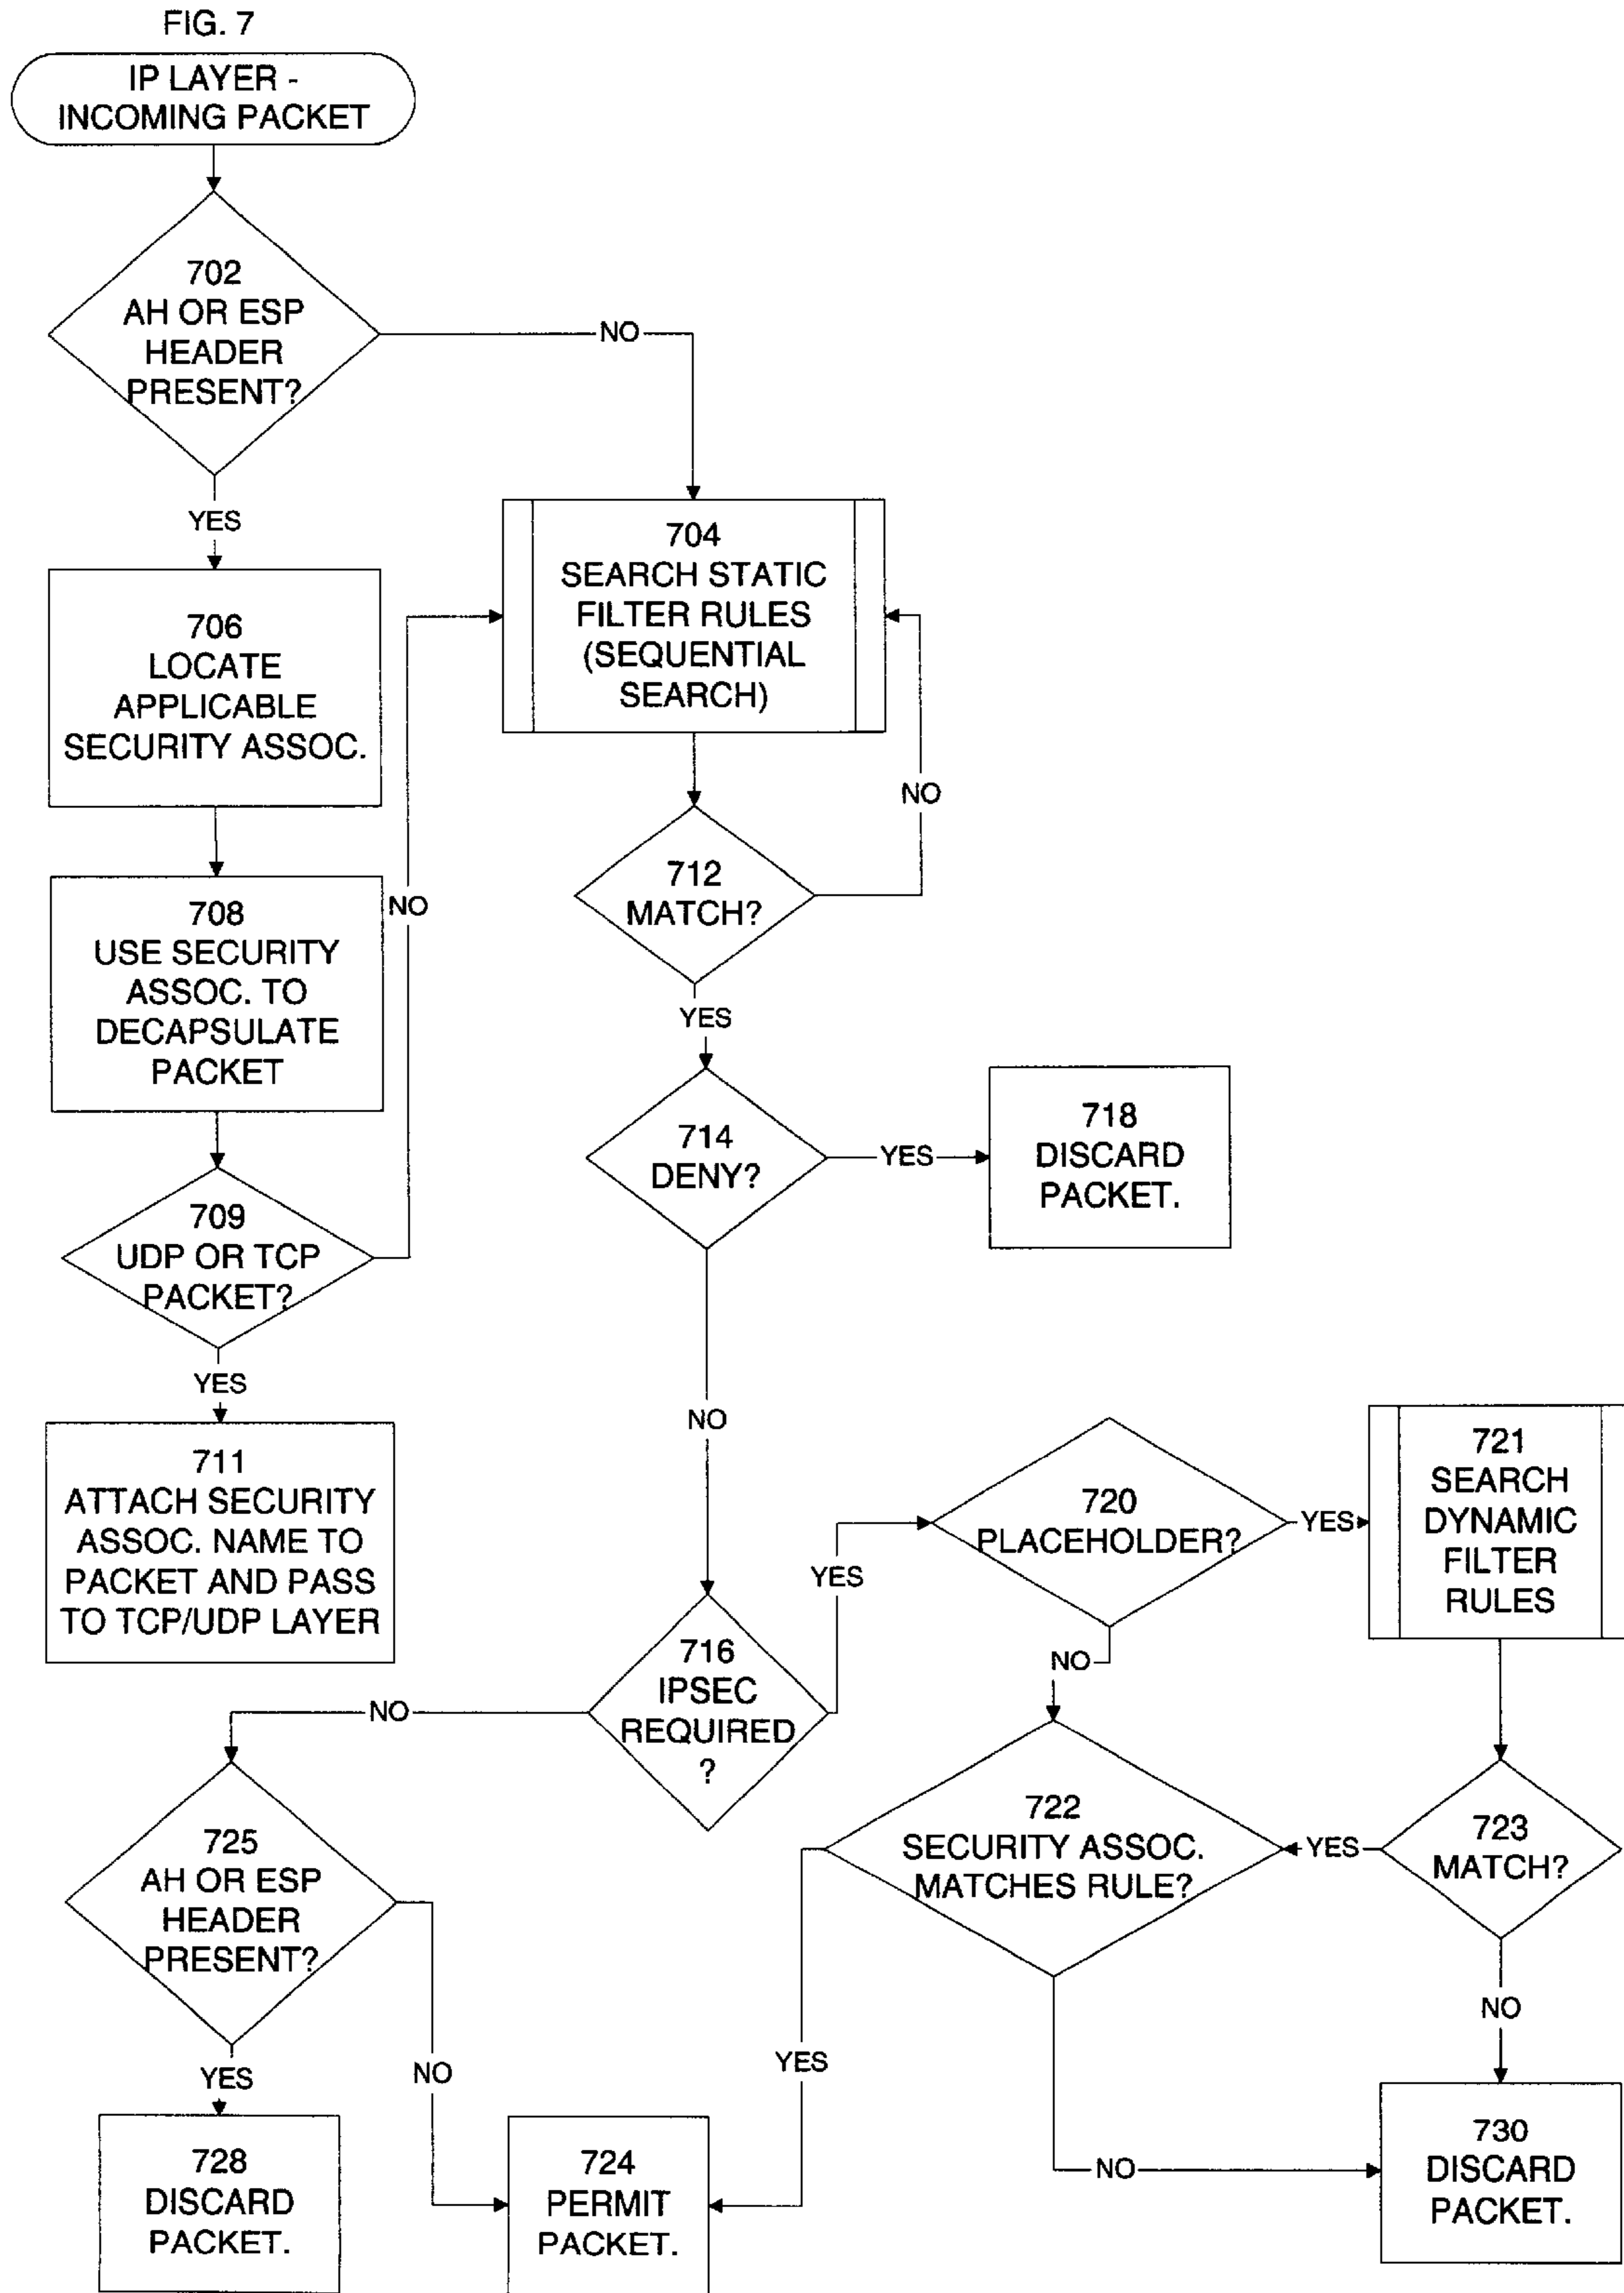 FIG. 7
IP LAYER -
INCOMING PACKET
702
AH OR ESP
HEADER
PRESENT?
NO
YES
704
SEARCH STATIC
FILTER RULES
(SEQUENTIAL
SEARCH)
706
LOCATE
APPLICABLE
SECURITY ASSOC.
NO
712
MATCH?
708
USE SECURITY
ASSOC. TO
DECAPSULATE
PACKET
NO
YES
714
DENY?
YES
718
DISCARD
PACKET.
709
UDP OR TCP
PACKET?
YES
NO
711
ATTACH SECURITY
ASSOC. NAME TO
PACKET AND PASS
TO TCP/UDP LAYER
720
PLACEHOLDER?
YES
721
SEARCH
DYNAMIC
FILTER
RULES
YES
NO
716
IPSEC
REQUIRED
?
NO
722
SECURITY ASSOC.
MATCHES RULE?
YES
723
MATCH?
725
AH OR ESP
HEADER
PRESENT?
NO
YES
NO
YES
728
DISCARD
PACKET.
724
PERMIT
PACKET.
NO
730
DISCARD
PACKET.